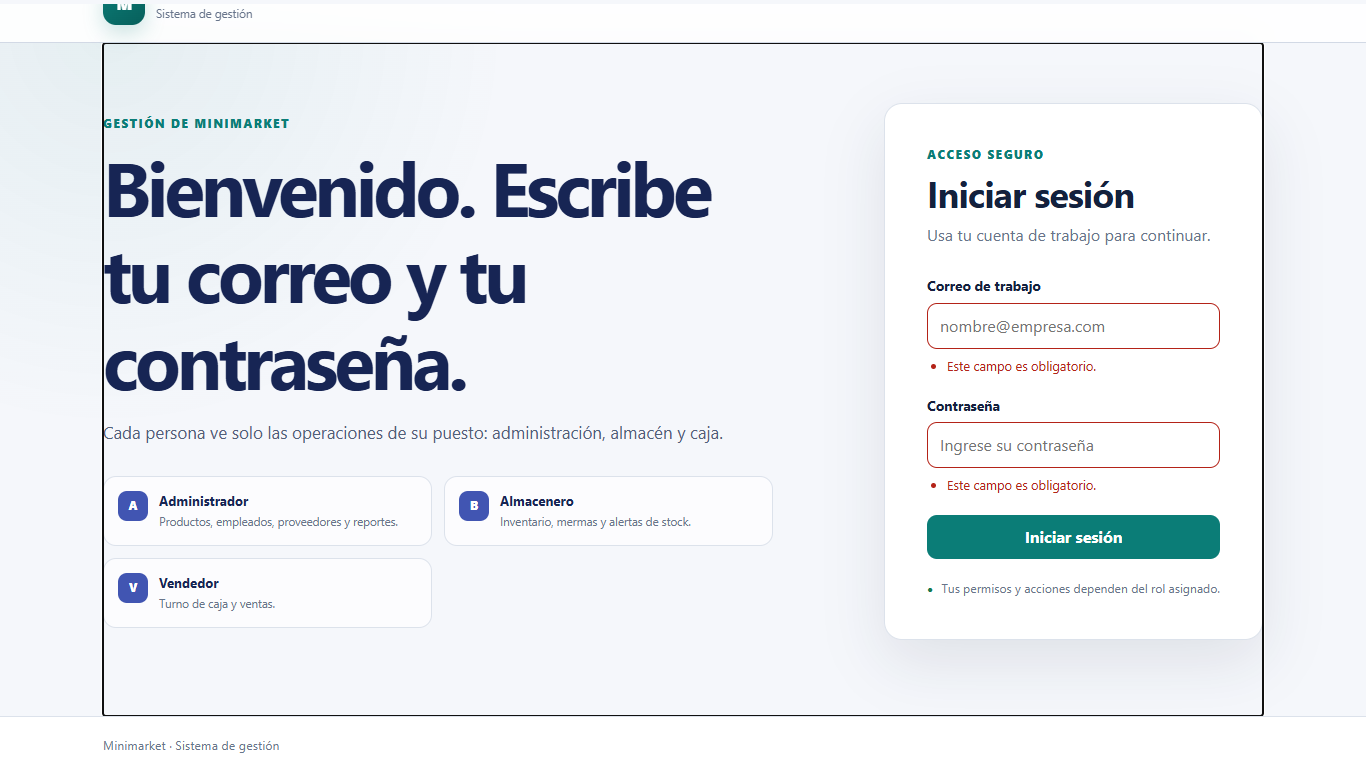 M
Sistema de gestión
GESTIÓN DE MINIMARKET
Bienvenido. Escribe
tu correo y tu
contraseña.
Cada persona ve solo las operaciones de su puesto: administración, almacén y caja.
A
Administrador
Productos, empleados, proveedores y reportes.
B
Almacenero
Inventario, mermas y alertas de stock.
V
Vendedor
Turno de caja y ventas.
ACCESO SEGURO
Iniciar sesión
Usa tu cuenta de trabajo para continuar.
Correo de trabajo
nombre@empresa.com
• Este campo es obligatorio.
Contraseña
Ingrese su contraseña
• Este campo es obligatorio.
Iniciar sesión
• Tus permisos y acciones dependen del rol asignado.
Minimarket · Sistema de gestión